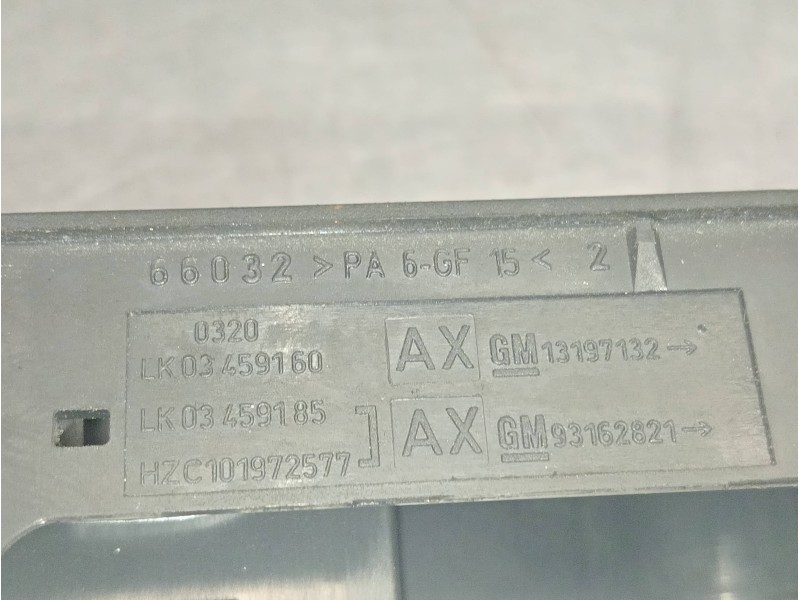 66032 >PA 6-GF 15< 2
0320
LK03459160 AX GM13197132→
LK03459185 AX GM93162821→
HZC101972577